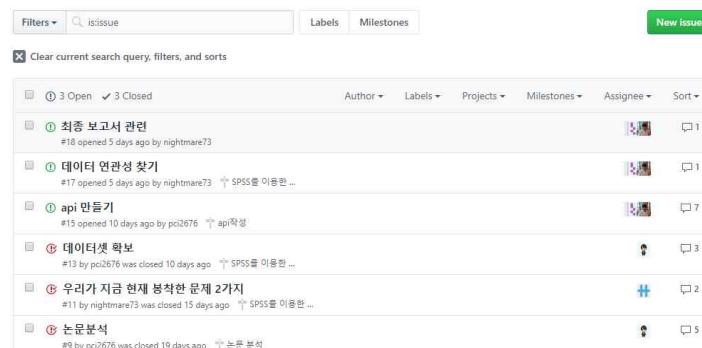 Filters
is:issue
Labels
Milestones
New issue
Clear current search query, filters, and sorts
3 Open
3 Closed
Author
Labels
Projects
Milestones
Assignee
Sort
최종 보고서 관련
1
#18 opened 5 days ago by nightmare73
데이터 연관성 찾기
1
#17 opened 5 days ago by nightmare73 SPSS를 이용한 ...
api 만들기
7
#15 opened 10 days ago by pci2676 api작성
데이터셋 확보
3
#13 by pci2676 was closed 10 days ago SPSS를 이용한 ...
우리가 지금 현재 봉착한 문제 2가지
2
#11 by nightmare73 was closed 15 days ago SPSS를 이용한 ...
논문분석
5
#9 by pci2676 was closed 19 days ago 논문 분석